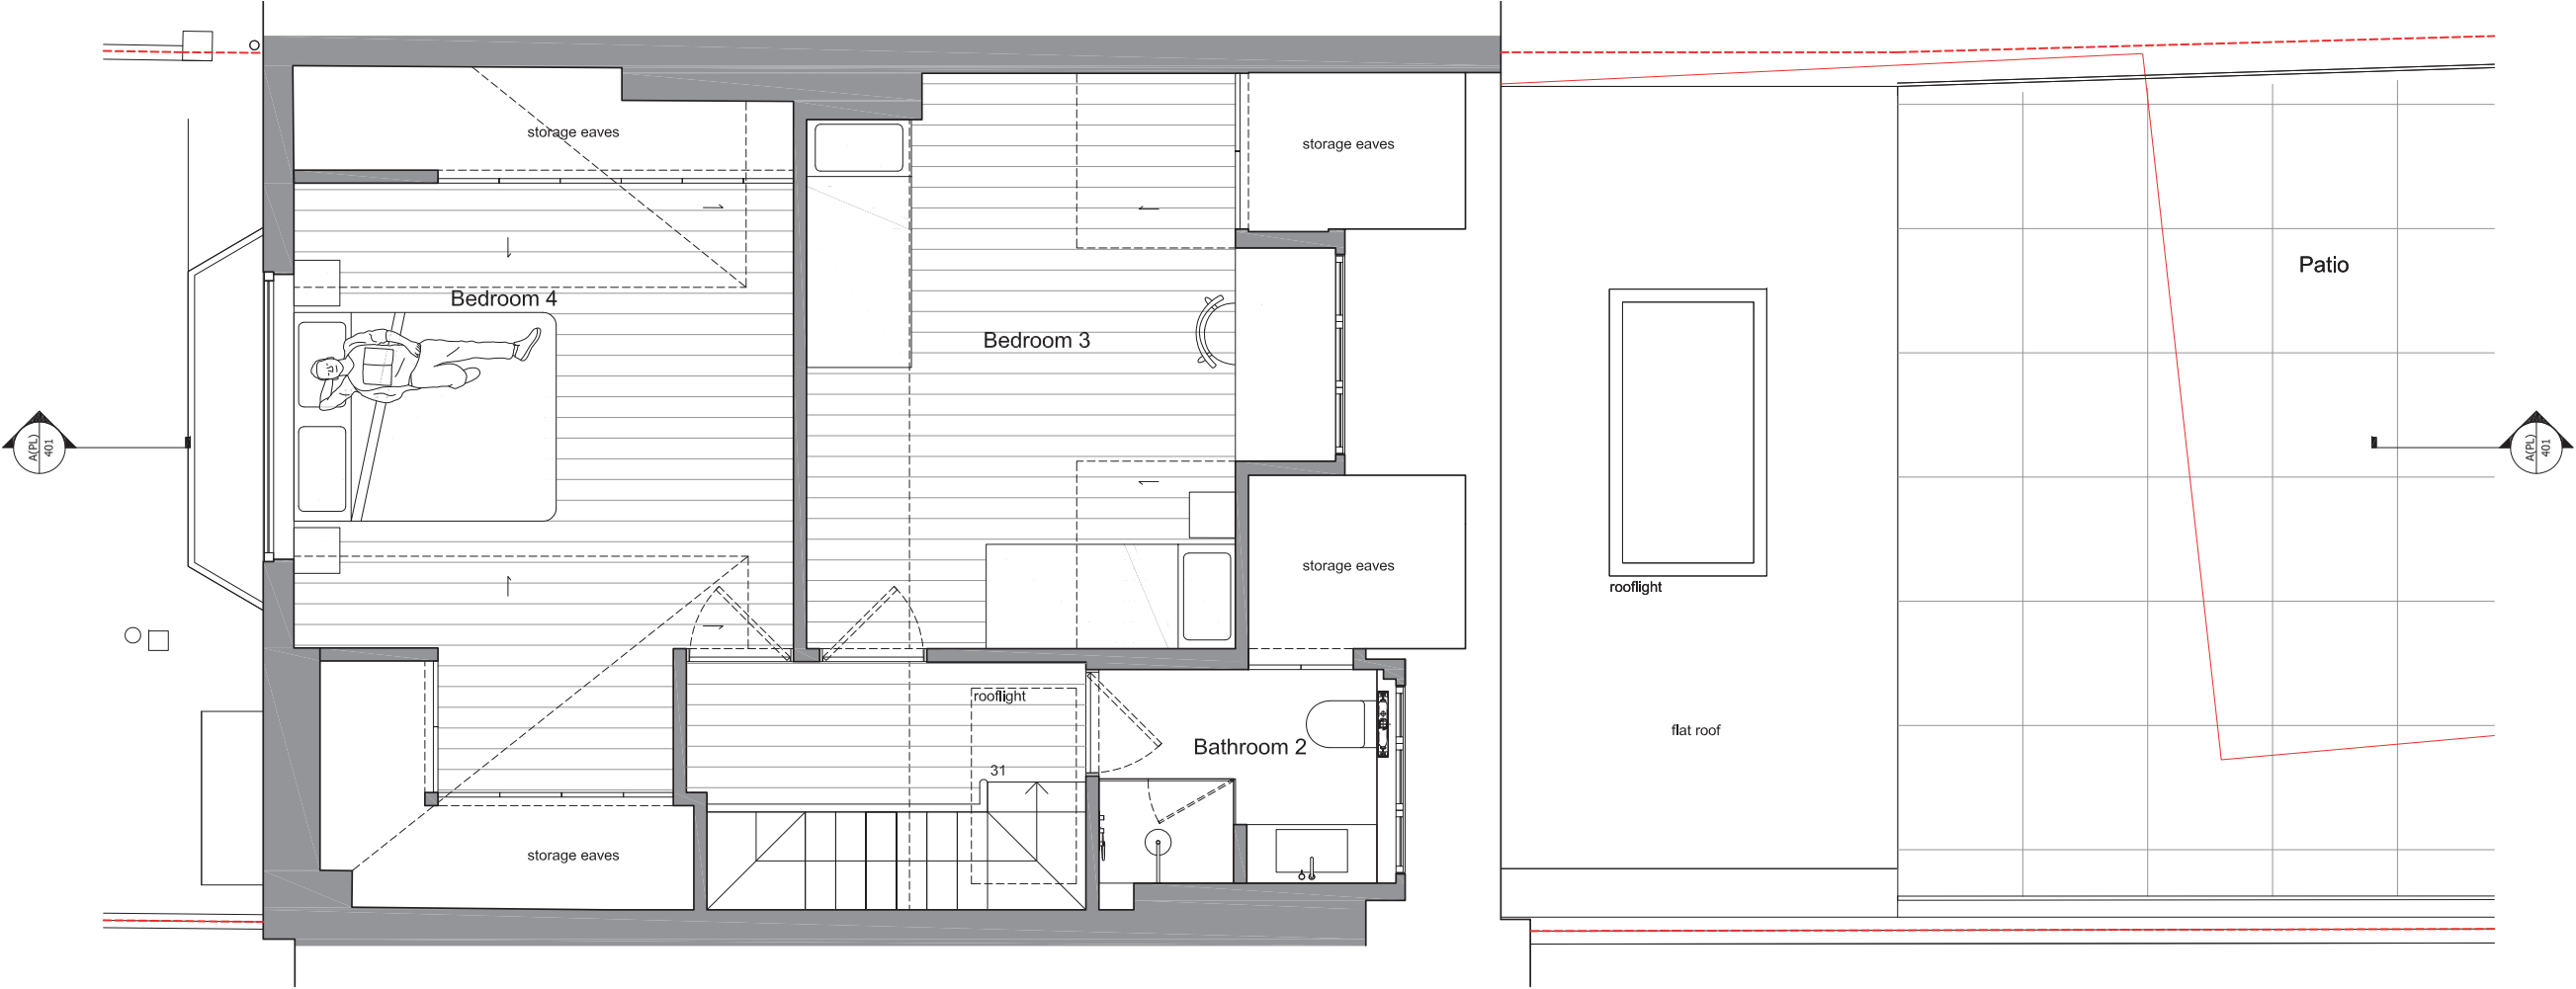 storage eaves
storage eaves
Patio
Bedroom 4
Bedroom 3
A(PL)
401
A(PL)
401
storage eaves
rooflight
rooflight
flat roof
Bathroom 2
31
storage eaves